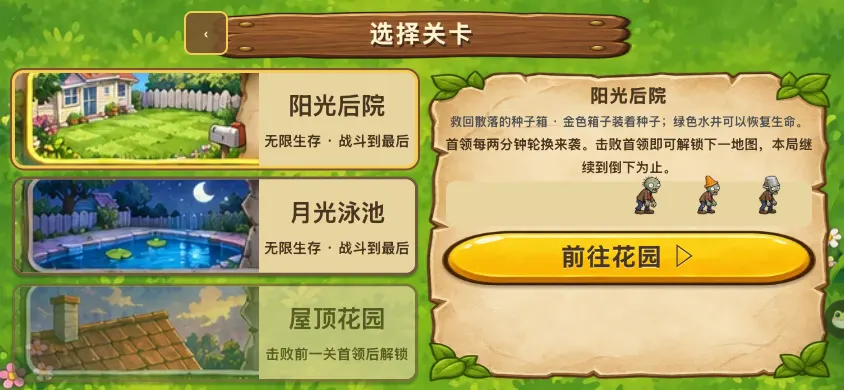 选择关卡
阳光后院
无限生存 · 战斗到最后
月光泳池
无限生存 · 战斗到最后
屋顶花园
击败前一关首领后解锁
阳光后院
救回散落的种子箱 · 金色箱子装着种子；绿色水井可以恢复生命。
首领每两分钟轮换来袭。击败首领即可解锁下一地图，本局继
续到倒下为止。
前往花园 ▷